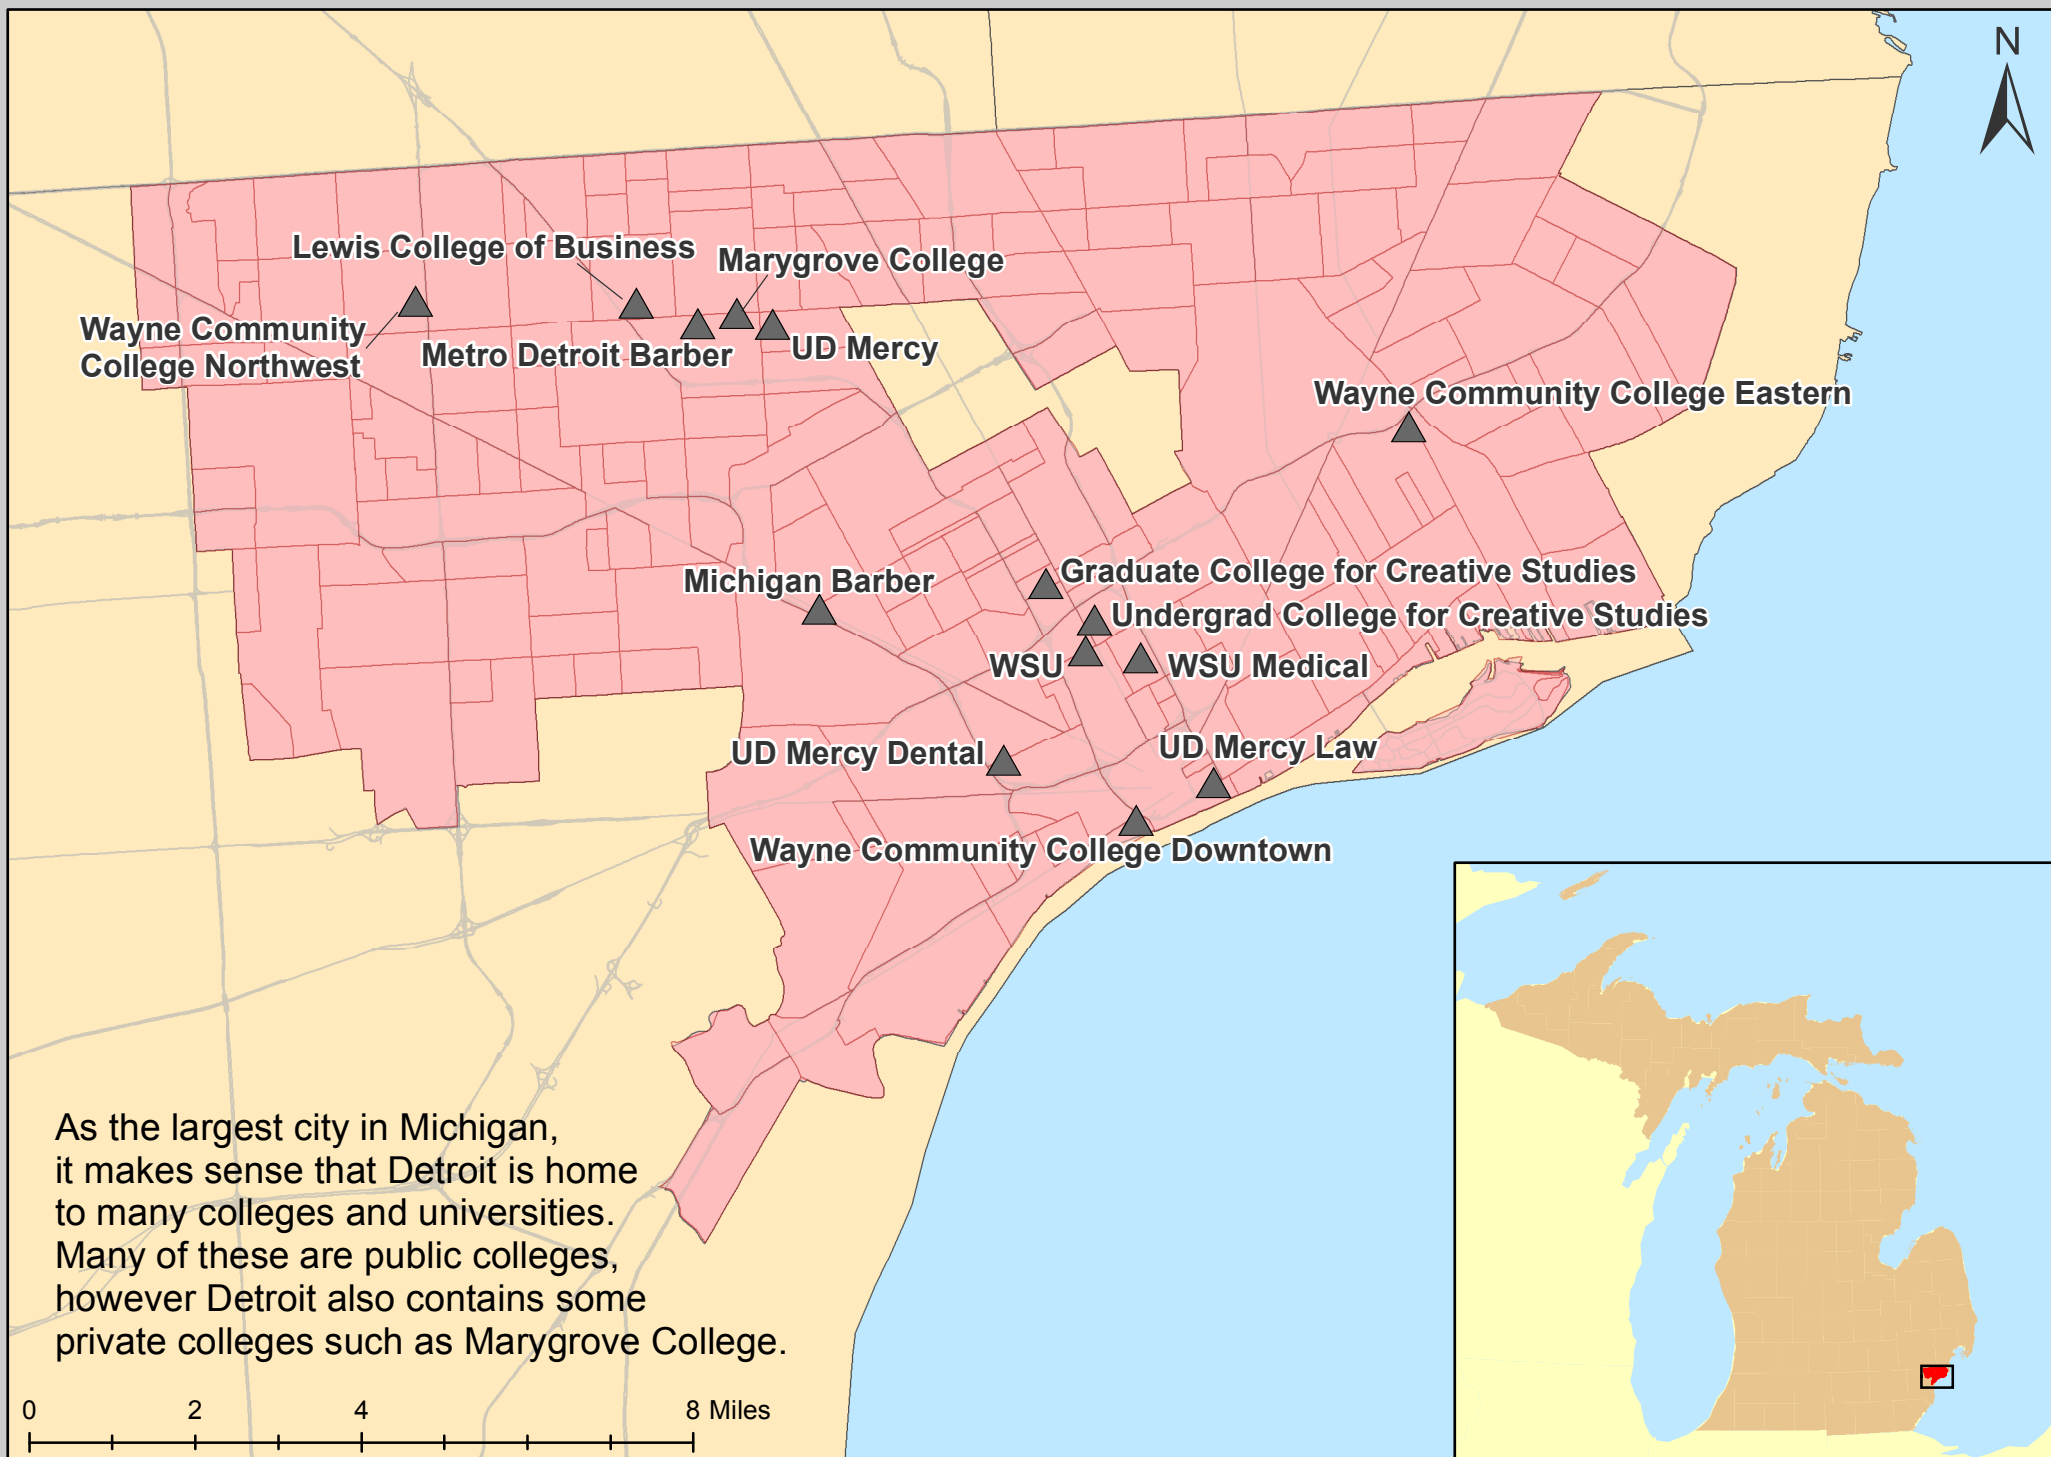 N
Lewis College of Business
Marygrove College
Wayne Community
College Northwest
Metro Detroit Barber
UD Mercy
Wayne Community College Eastern
Michigan Barber
Graduate College for Creative Studies
Undergrad College for Creative Studies
WSU
WSU Medical
UD Mercy Dental
UD Mercy Law
Wayne Community College Downtown
As the largest city in Michigan,
it makes sense that Detroit is home
to many colleges and universities.
Many of these are public colleges,
however Detroit also contains some
private colleges such as Marygrove College.
0 2 4 8 Miles